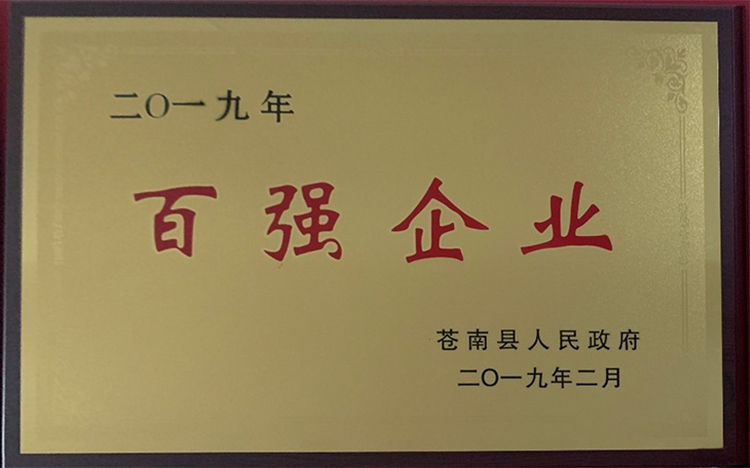 二〇一九年
百强企业
苍南县人民政府
二〇一九年二月